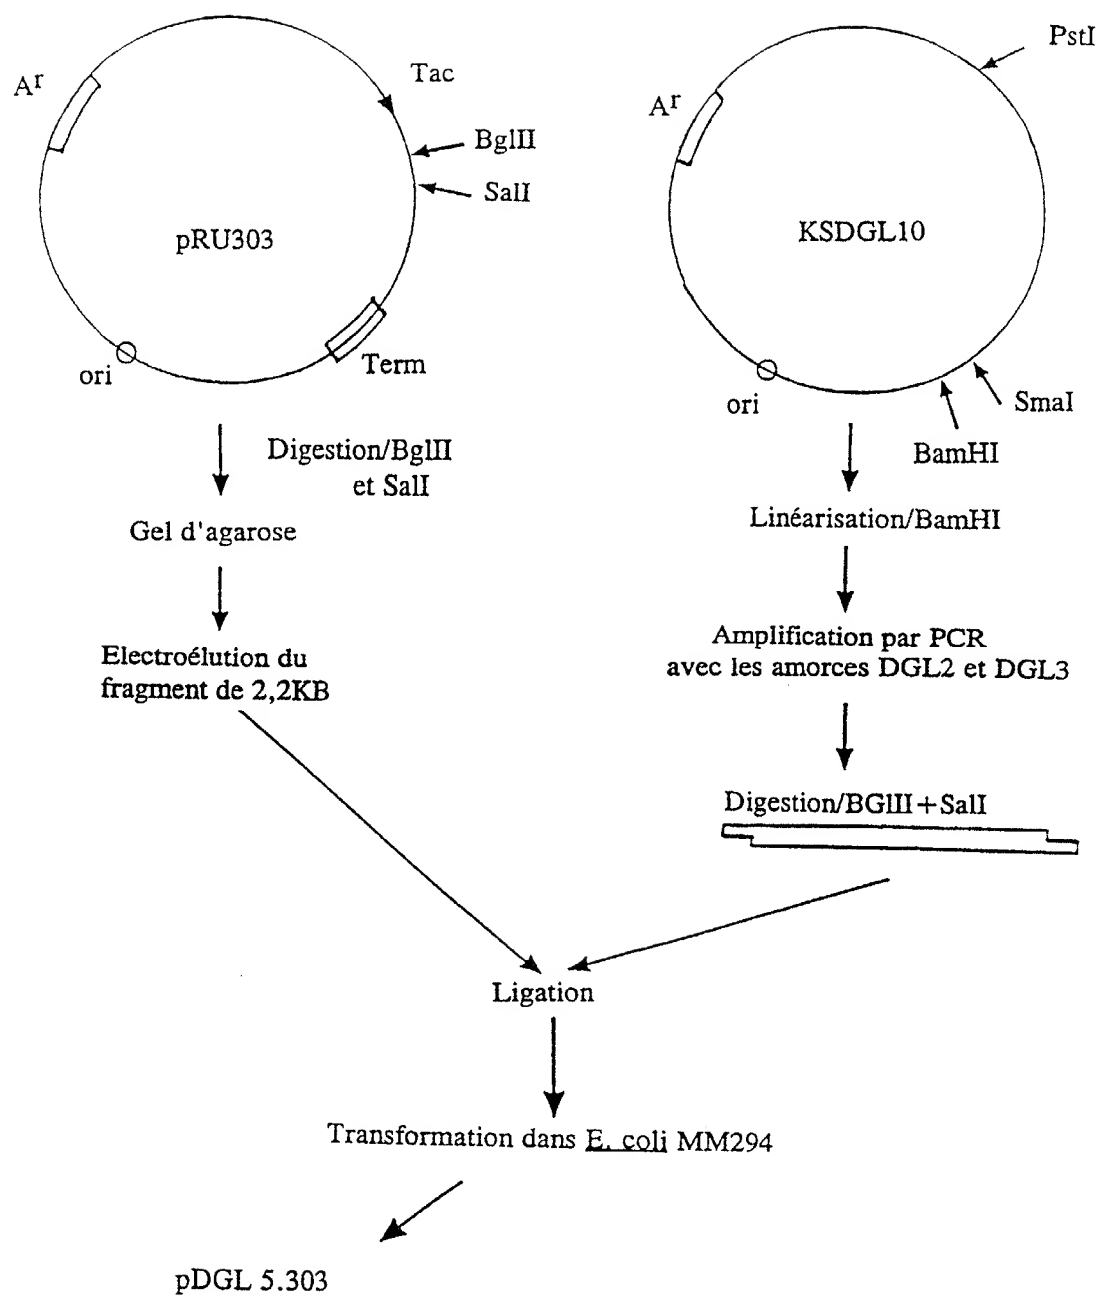 Ar
Tac
BglII
SalI
pRU303
ori
Term
PstI
Ar
KSDGL10
ori
SmaI
BamHI
Digestion/BglII
et SalI
Gel d'agarose
Electroélution du
fragment de 2,2KB
Linéarisation/BamHI
Amplification par PCR
avec les amorces DGL2 et DGL3
Digestion/BGlII+SalI
Ligation
Transformation dans E. coli MM294
pDGL 5.303